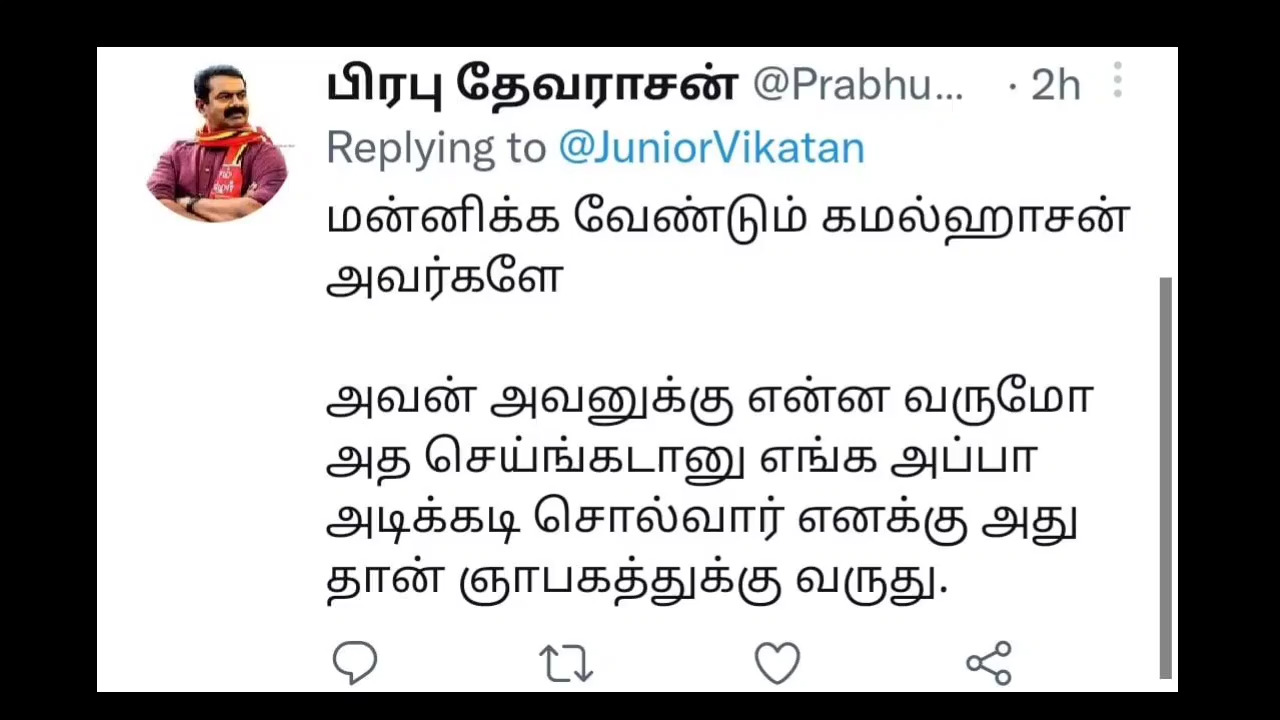 பிரபு தேவராசன் @Prabhu... · 2h
Replying to @JuniorVikatan
மன்னிக்க வேண்டும் கமல்ஹாசன்
அவர்களே
அவன் அவனுக்கு என்ன வருமோ
அத செய்ங்கடானு எங்க அப்பா
அடிக்கடி சொல்வார் எனக்கு அது
தான் ஞாபகத்துக்கு வருது.